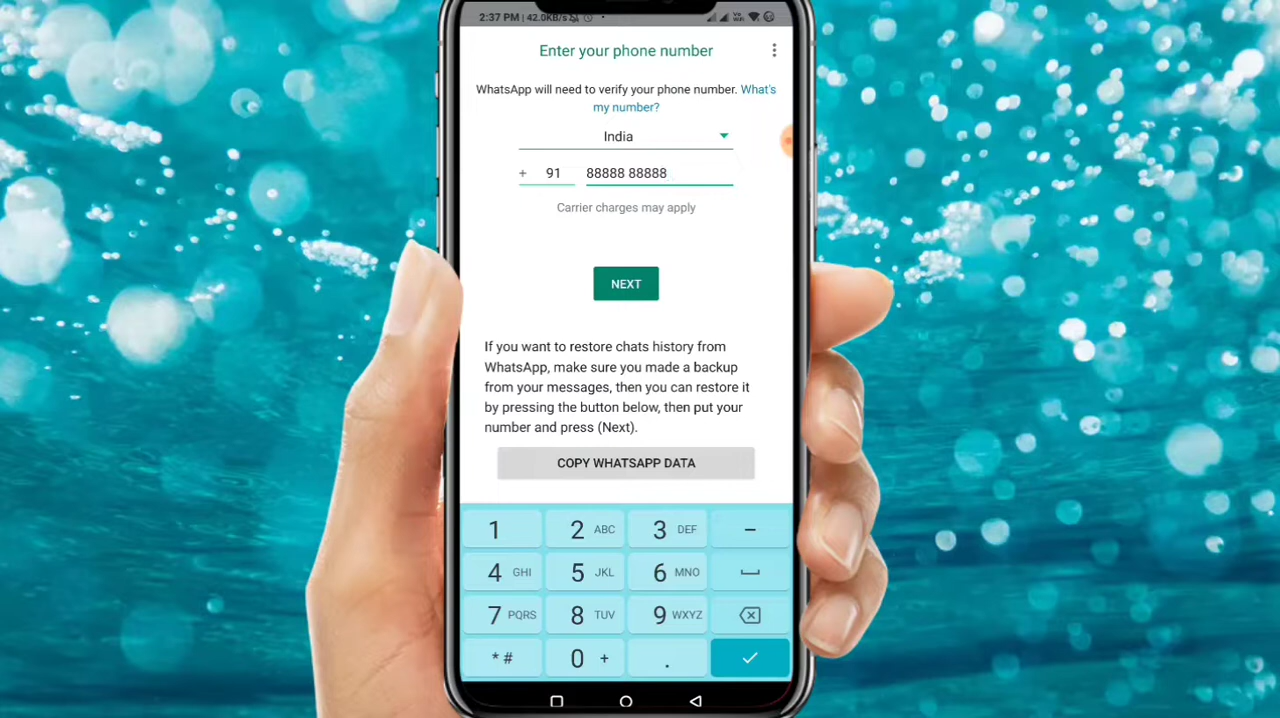 2:37 PM | 42.0KB/s
Enter your phone number
WhatsApp will need to verify your phone number. What's
my number?
India
+ 91 88888 88888
Carrier charges may apply
NEXT
If you want to restore chats history from
WhatsApp, make sure you made a backup
from your messages, then you can restore it
by pressing the button below, then put your
number and press (Next).
COPY WHATSAPP DATA
1 2 ABC 3 DEF −
4 GHI 5 JKL 6 MNO
7 PQRS 8 TUV 9 WXYZ
* # 0 + .